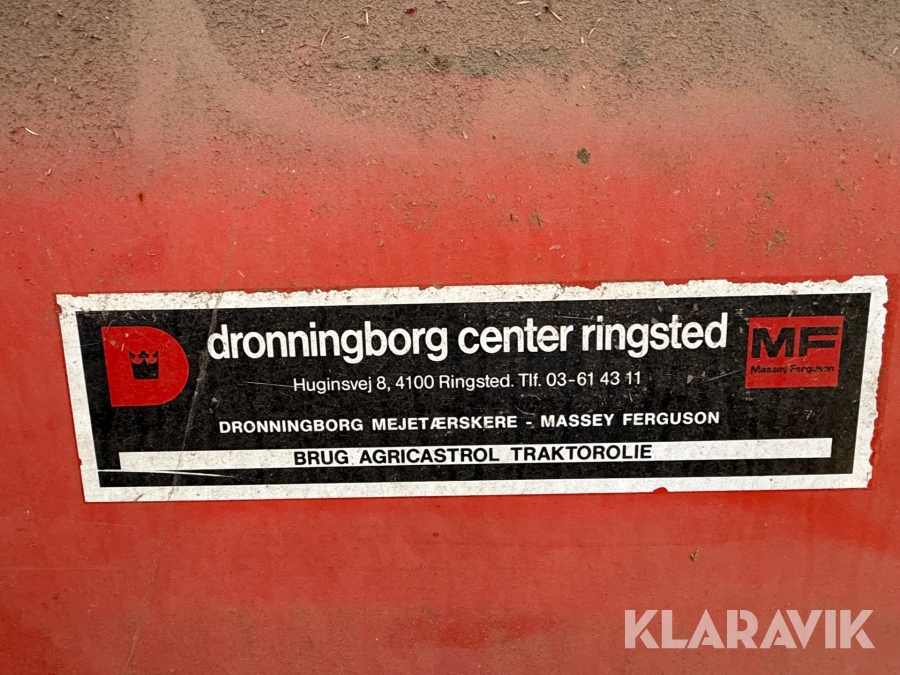 dronningborg center ringsted
Huginsvej 8, 4100 Ringsted. Tlf. 03-61 43 11
DRONNINGBORG MEJETÆRSKERE - MASSEY FERGUSON
BRUG AGRICASTROL TRAKTOROLIE
MF
Massey Ferguson
KLARAVIK